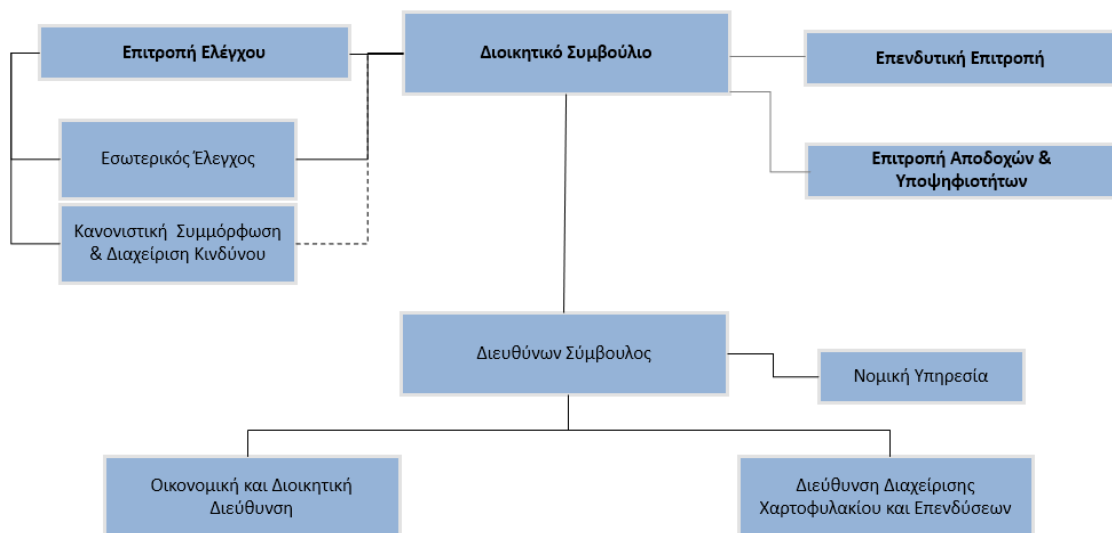 Επιτροπή Ελέγχου
Διοικητικό Συμβούλιο
Επενδυτική Επιτροπή
Εσωτερικός Έλεγχος
Επιτροπή Αποδοχών &
Υποψηφιοτήτων
Κανονιστική Συμμόρφωση
& Διαχείριση Κινδύνου
Διευθύνων Σύμβουλος
Νομική Υπηρεσία
Οικονομική και Διοικητική
Διεύθυνση
Διεύθυνση Διαχείρισης
Χαρτοφυλακίου και Επενδύσεων